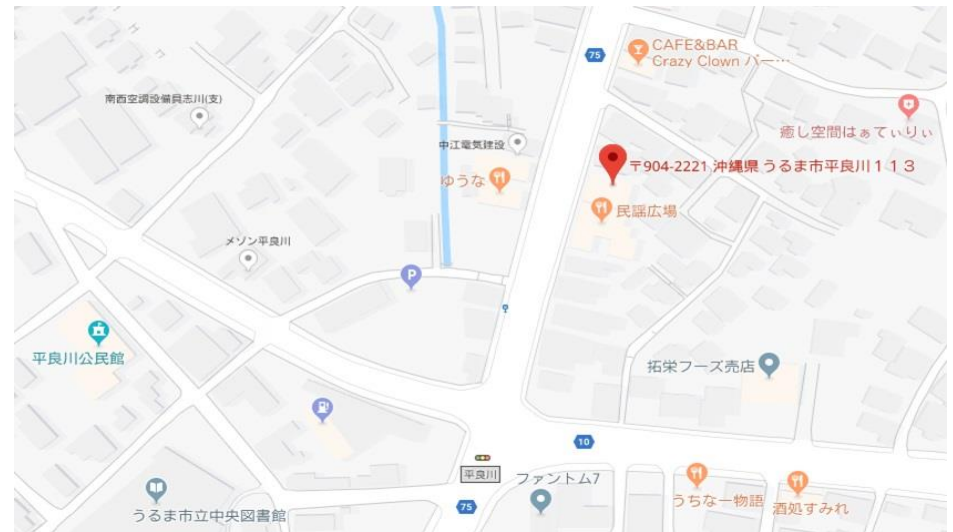 75
CAFE&BAR
Crazy Clown バー…
南西空調設備具志川(支)
癒し空間はぁてぃりぃ
中江電気建設
〒904-2221 沖縄県 うるま市平良川113
ゆうな
民謡広場
メゾン平良川
P
平良川公民館
拓栄フーズ売店
10
平良川
ファントム7
75
うちなー物語
酒処すみれ
うるま市立中央図書館